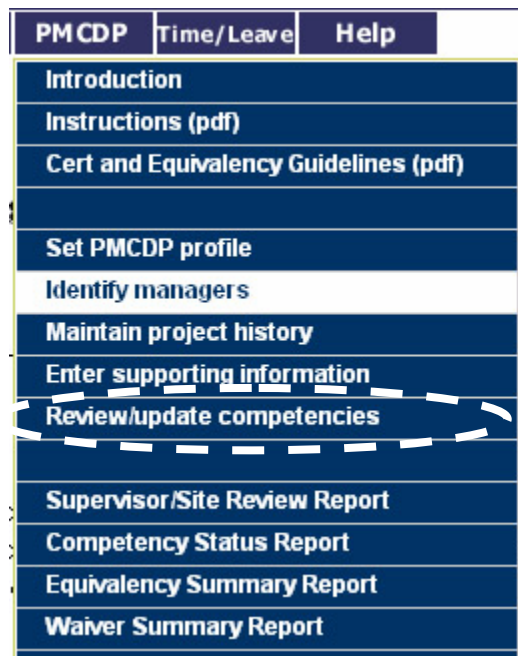 PMCDP Time/Leave Help
Introduction
Instructions (pdf)
Cert and Equivalency Guidelines (pdf)
Set PMCDP profile
Identify managers
Maintain project history
Enter supporting information
Review/update competencies
Supervisor/Site Review Report
Competency Status Report
Equivalency Summary Report
Waiver Summary Report